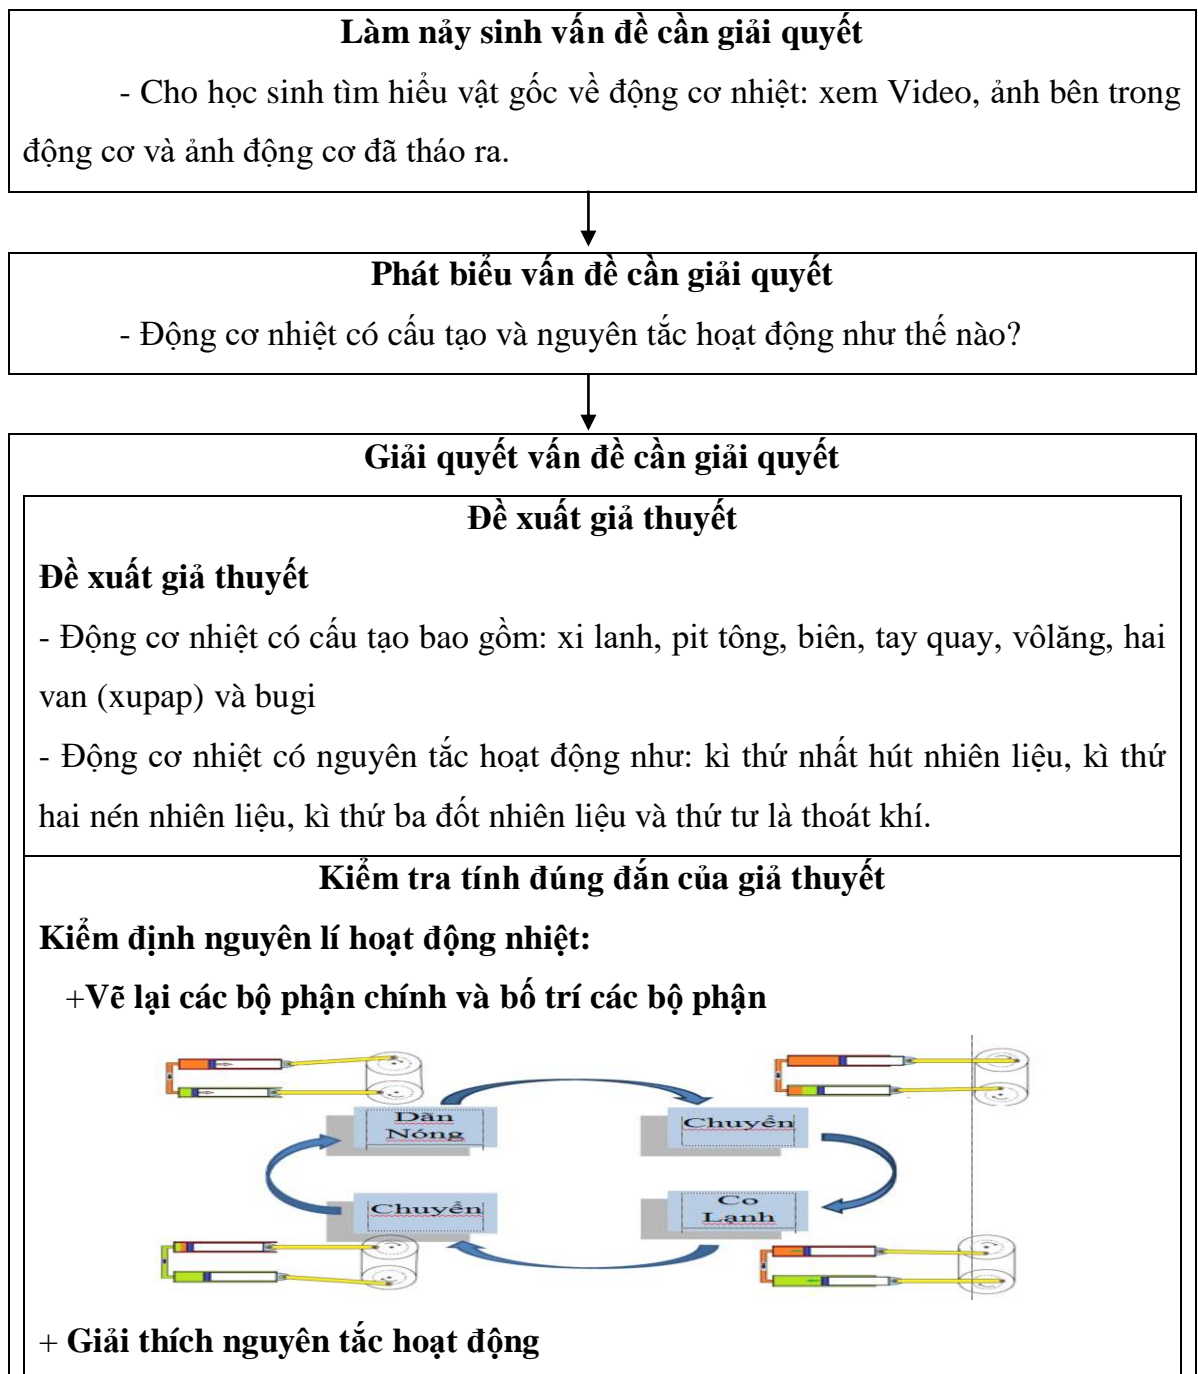 Làm nảy sinh vấn đề cần giải quyết
- Cho học sinh tìm hiểu vật gốc về động cơ nhiệt: xem Video, ảnh bên trong
động cơ và ảnh động cơ đã tháo ra.
Phát biểu vấn đề cần giải quyết
- Động cơ nhiệt có cấu tạo và nguyên tắc hoạt động như thế nào?
Giải quyết vấn đề cần giải quyết
Đề xuất giả thuyết
Đề xuất giả thuyết
- Động cơ nhiệt có cấu tạo bao gồm: xi lanh, pit tông, biên, tay quay, vôlăng, hai
van (xupap) và bugi
- Động cơ nhiệt có nguyên tắc hoạt động như: kì thứ nhất hút nhiên liệu, kì thứ
hai nén nhiên liệu, kì thứ ba đốt nhiên liệu và thứ tư là thoát khí.
Kiểm tra tính đúng đắn của giả thuyết
Kiểm định nguyên lí hoạt động nhiệt:
+Vẽ lại các bộ phận chính và bố trí các bộ phận
Dãn
Nóng
Chuyển
Chuyển
Co
Lạnh
+ Giải thích nguyên tắc hoạt động